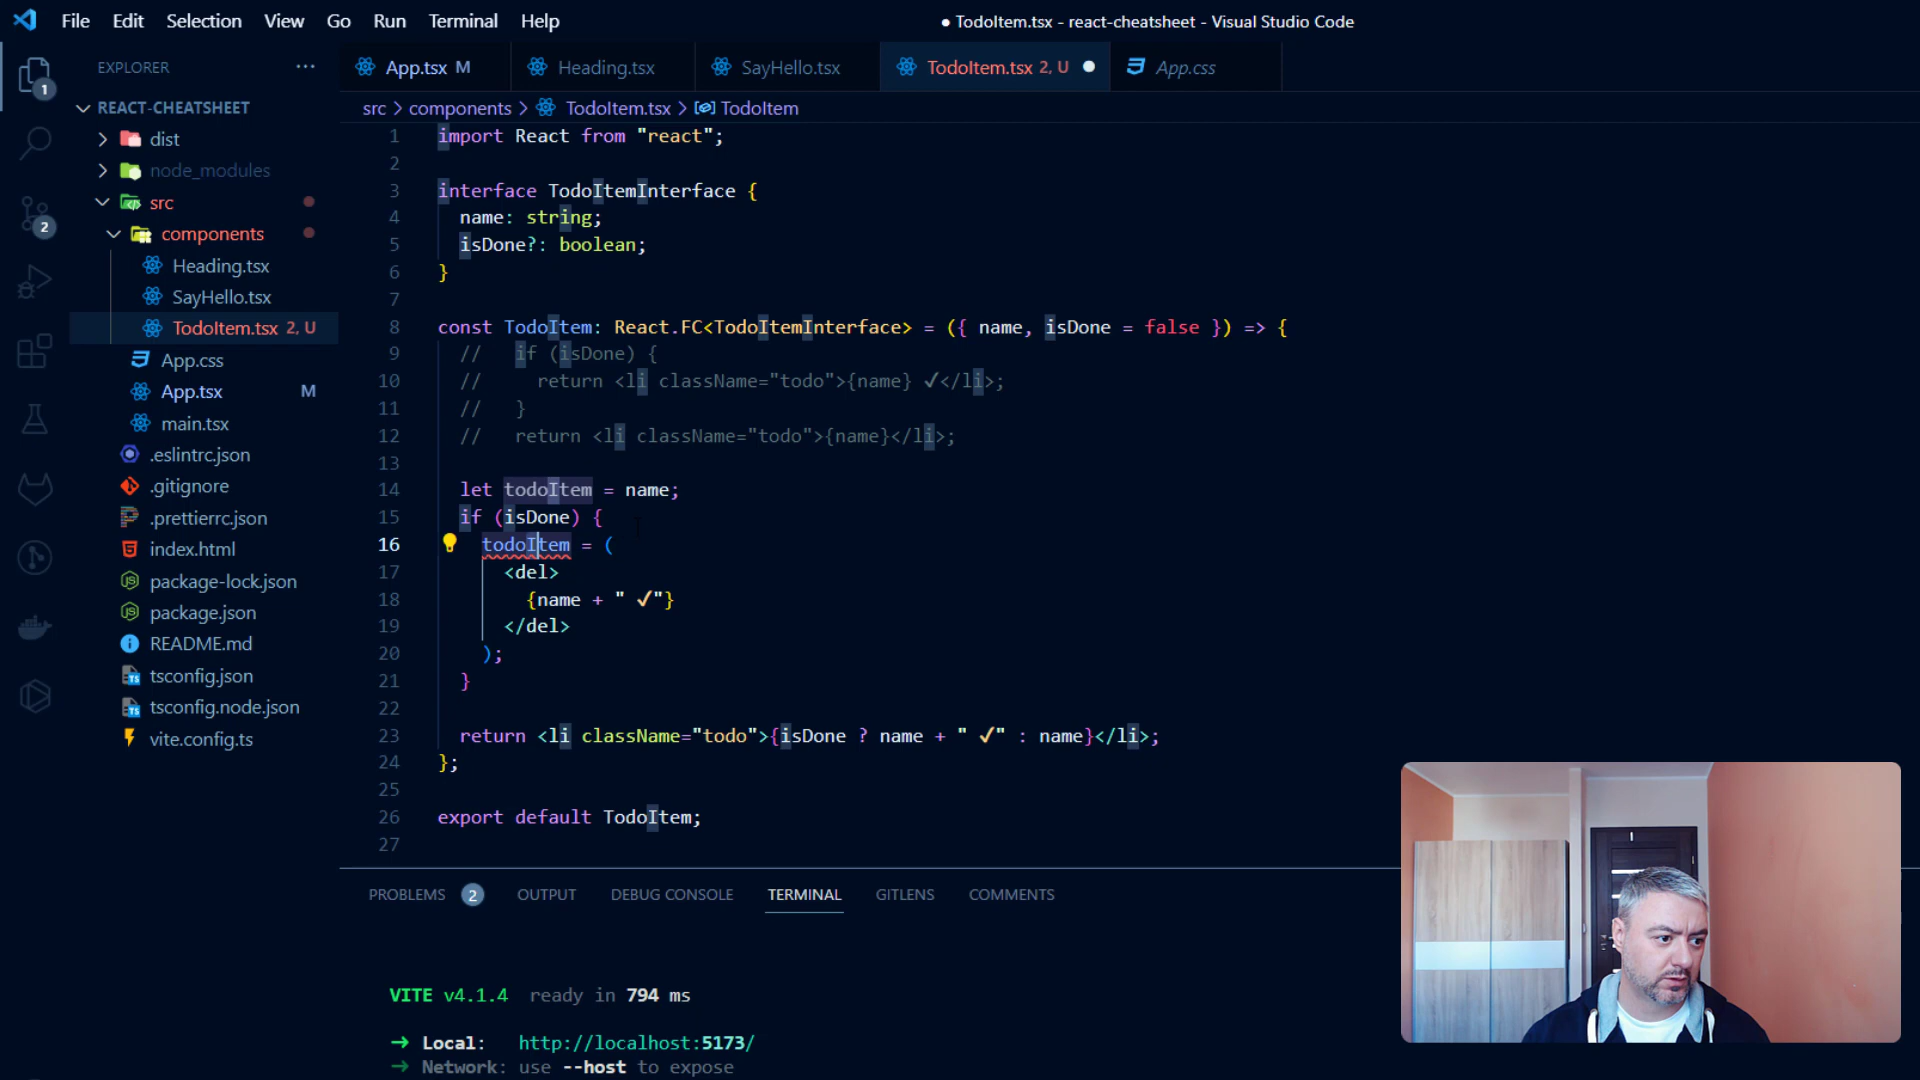 File Edit Selection View Go Run Terminal Help
● TodoItem.tsx - react-cheatsheet - Visual Studio Code
EXPLORER ···
App.tsx M
Heading.tsx
SayHello.tsx
TodoItem.tsx 2, U
App.css
1
2
REACT-CHEATSHEET
dist
node_modules
src
components
Heading.tsx
SayHello.tsx
TodoItem.tsx 2, U
App.css
App.tsx M
main.tsx
.eslintrc.json
.gitignore
.prettierrc.json
index.html
package-lock.json
package.json
README.md
tsconfig.json
tsconfig.node.json
vite.config.ts
src > components > TodoItem.tsx > TodoItem
1 import React from "react";
2
3 interface TodoItemInterface {
4 name: string;
5 isDone?: boolean;
6 }
7
8 const TodoItem: React.FC<TodoItemInterface> = ({ name, isDone = false }) => {
9 // if (isDone) {
10 // return <li className="todo">{name} ✓</li>;
11 // }
12 // return <li className="todo">{name}</li>;
13
14 let todoItem = name;
15 if (isDone) {
16 todoItem = (
17 <del>
18 {name + " ✓"}
19 </del>
20 );
21 }
22
23 return <li className="todo">{isDone ? name + " ✓" : name}</li>;
24 };
25
26 export default TodoItem;
27
PROBLEMS 2 OUTPUT DEBUG CONSOLE TERMINAL GITLENS COMMENTS
VITE v4.1.4 ready in 794 ms
➜ Local: http://localhost:5173/
➜ Network: use --host to expose